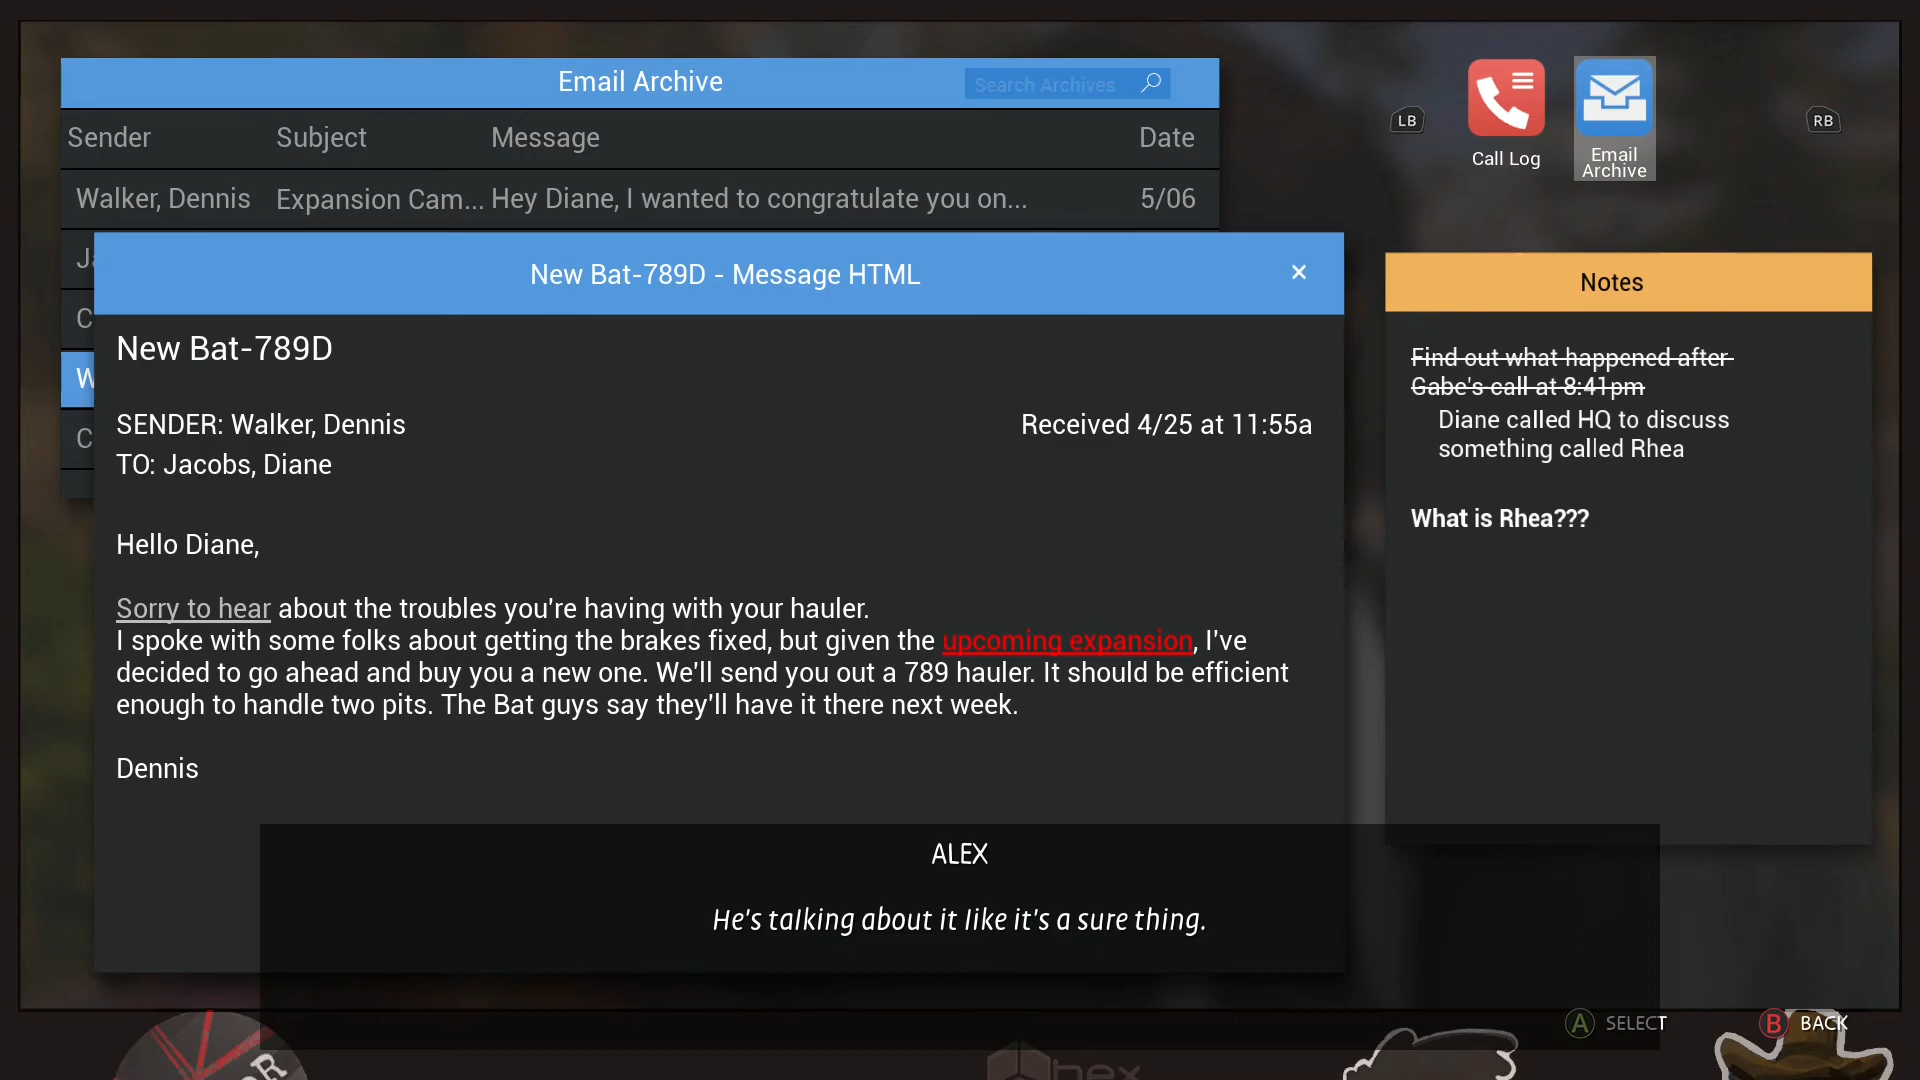 Email Archive
Search Archives
Sender Subject Message Date
Walker, Dennis Expansion Cam... Hey Diane, I wanted to congratulate you on... 5/06
New Bat-789D - Message HTML
New Bat-789D
SENDER: Walker, Dennis Received 4/25 at 11:55a
TO: Jacobs, Diane
Hello Diane,
Sorry to hear about the troubles you're having with your hauler.
I spoke with some folks about getting the brakes fixed, but given the upcoming expansion, I've
decided to go ahead and buy you a new one. We'll send you out a 789 hauler. It should be efficient
enough to handle two pits. The Bat guys say they'll have it there next week.
Dennis
LB
Call Log
Email
Archive
RB
Notes
Find out what happened after
Gabe's call at 8:41pm
Diane called HQ to discuss
something called Rhea
What is Rhea???
ALEX
He's talking about it like it's a sure thing.
A SELECT
B BACK
hex